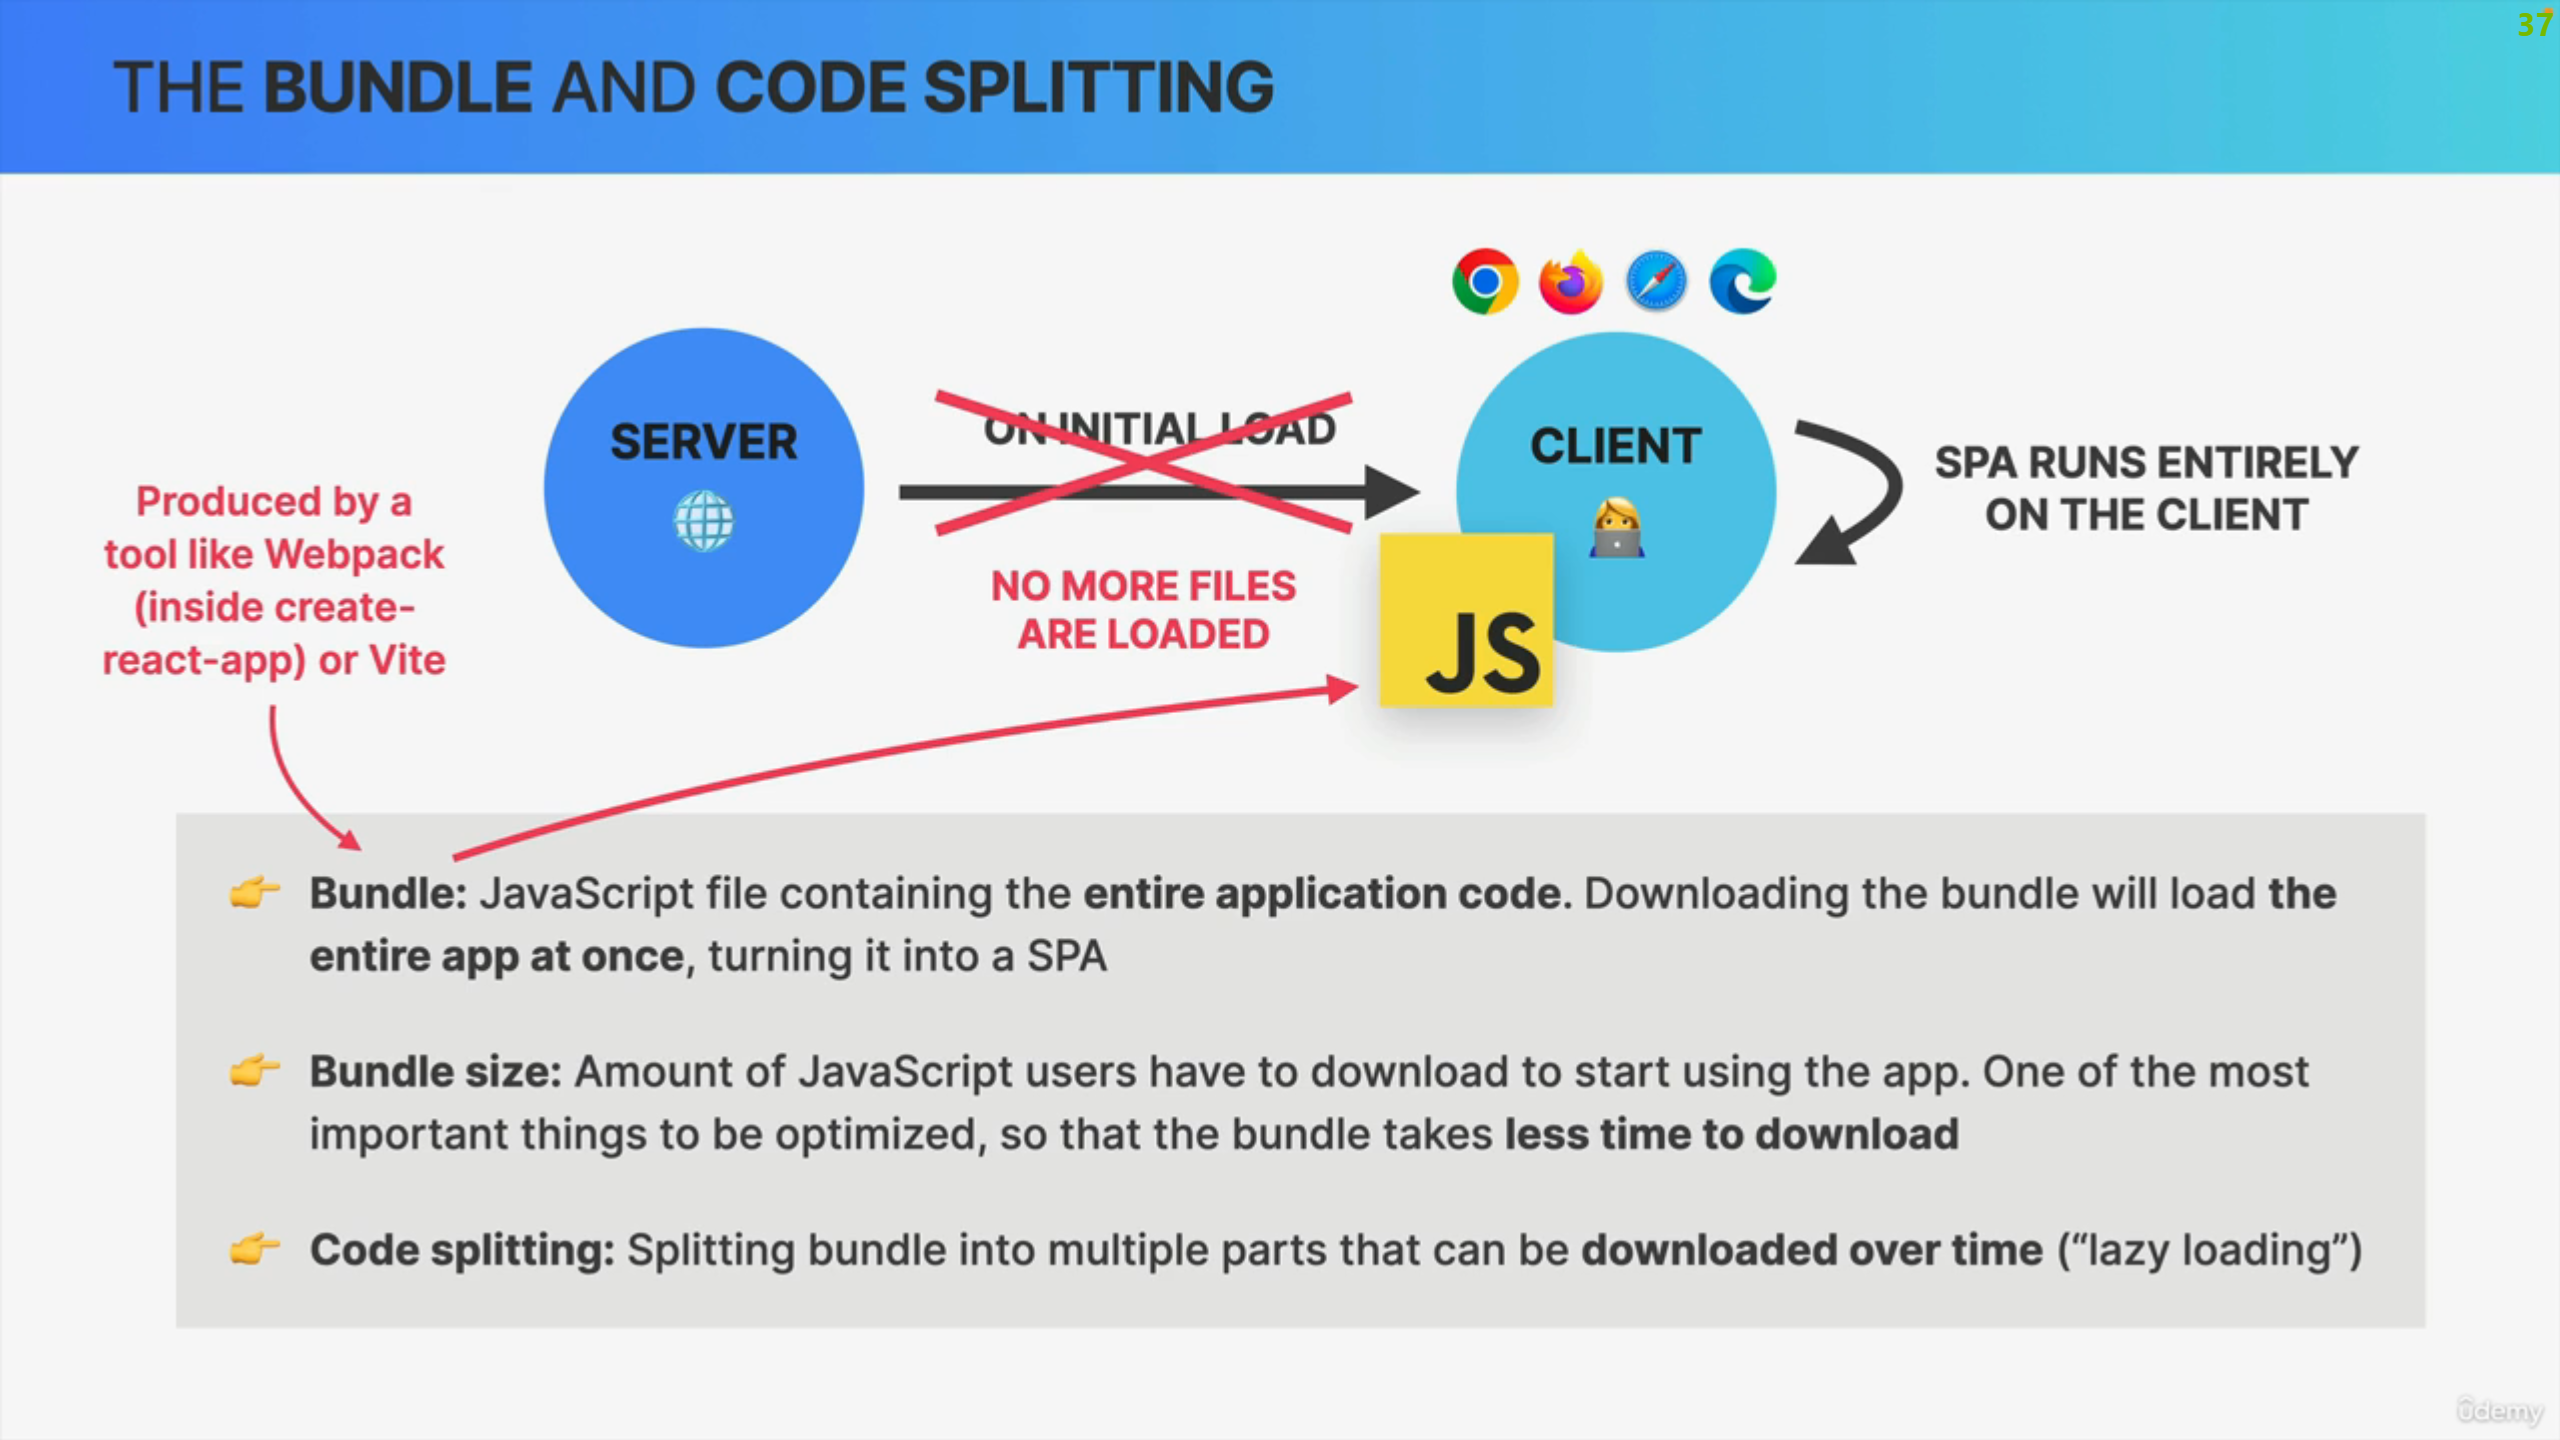 37
THE BUNDLE AND CODE SPLITTING
SERVER
ON INITIAL LOAD
CLIENT
SPA RUNS ENTIRELY
ON THE CLIENT
Produced by a
tool like Webpack
(inside create-
react-app) or Vite
NO MORE FILES
ARE LOADED
JS
Bundle: JavaScript file containing the entire application code. Downloading the bundle will load the
entire app at once, turning it into a SPA
Bundle size: Amount of JavaScript users have to download to start using the app. One of the most
important things to be optimized, so that the bundle takes less time to download
Code splitting: Splitting bundle into multiple parts that can be downloaded over time (“lazy loading”)
ûdemy